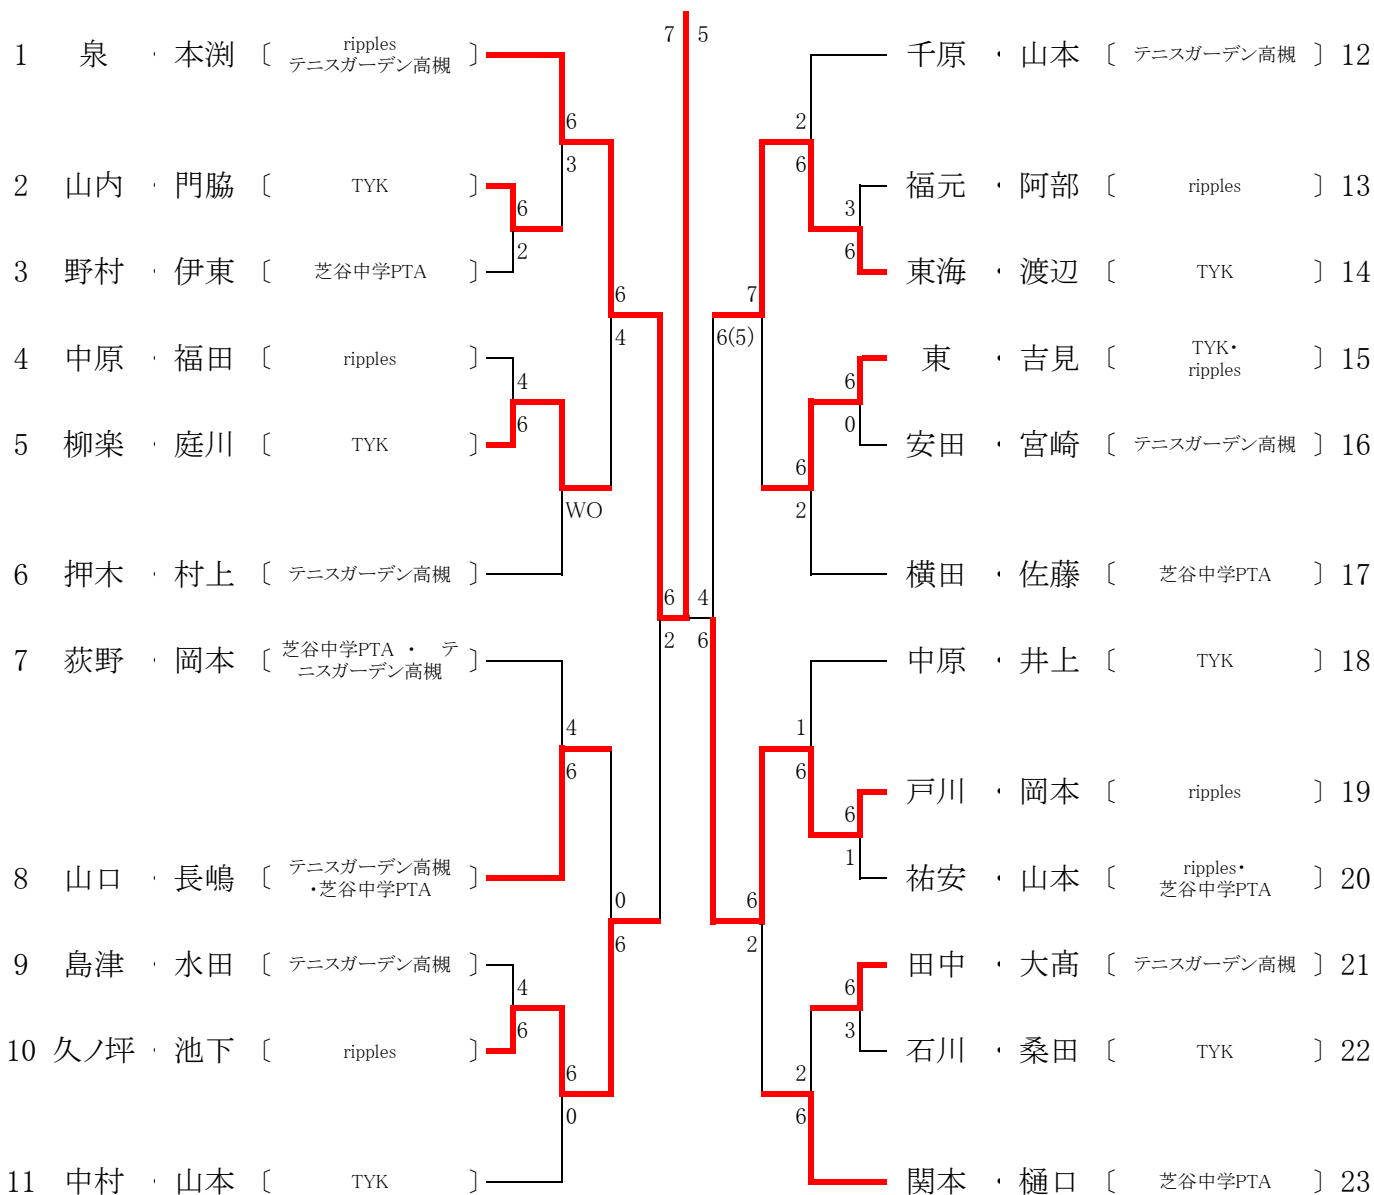 7 5
1 泉 ・ 本渕 〔 ripples
テニスガーデン高槻 〕
6
3
2 山内 ・ 門脇 〔 TYK 〕
6
2
3 野村 ・ 伊東 〔 芝谷中学PTA 〕
6
4
4 中原 ・ 福田 〔 ripples 〕
4
6
5 柳楽 ・ 庭川 〔 TYK 〕
WO
6 押木 ・ 村上 〔 テニスガーデン高槻 〕
6
2
7 荻野 ・ 岡本 〔 芝谷中学PTA ・ テ
ニスガーデン高槻 〕
4
6
8 山口 ・ 長嶋 〔 テニスガーデン高槻
・芝谷中学PTA 〕
0
6
9 島津 ・ 水田 〔 テニスガーデン高槻 〕
4
6
10 久ノ坪 ・ 池下 〔 ripples 〕
6
0
11 中村 ・ 山本 〔 TYK 〕
千原 ・ 山本 〔 テニスガーデン高槻 〕 12
2
6
福元 ・ 阿部 〔 ripples 〕 13
3
6
東海 ・ 渡辺 〔 TYK 〕 14
7
6(5)
東 ・ 吉見 〔 TYK・
ripples 〕 15
6
0
安田 ・ 宮崎 〔 テニスガーデン高槻 〕 16
6
2
横田 ・ 佐藤 〔 芝谷中学PTA 〕 17
4
6
中原 ・ 井上 〔 TYK 〕 18
1
6
戸川 ・ 岡本 〔 ripples 〕 19
6
1
祐安 ・ 山本 〔 ripples・
芝谷中学PTA 〕 20
6
2
田中 ・ 大髙 〔 テニスガーデン高槻 〕 21
6
3
石川 ・ 桑田 〔 TYK 〕 22
2
6
関本 ・ 樋口 〔 芝谷中学PTA 〕 23